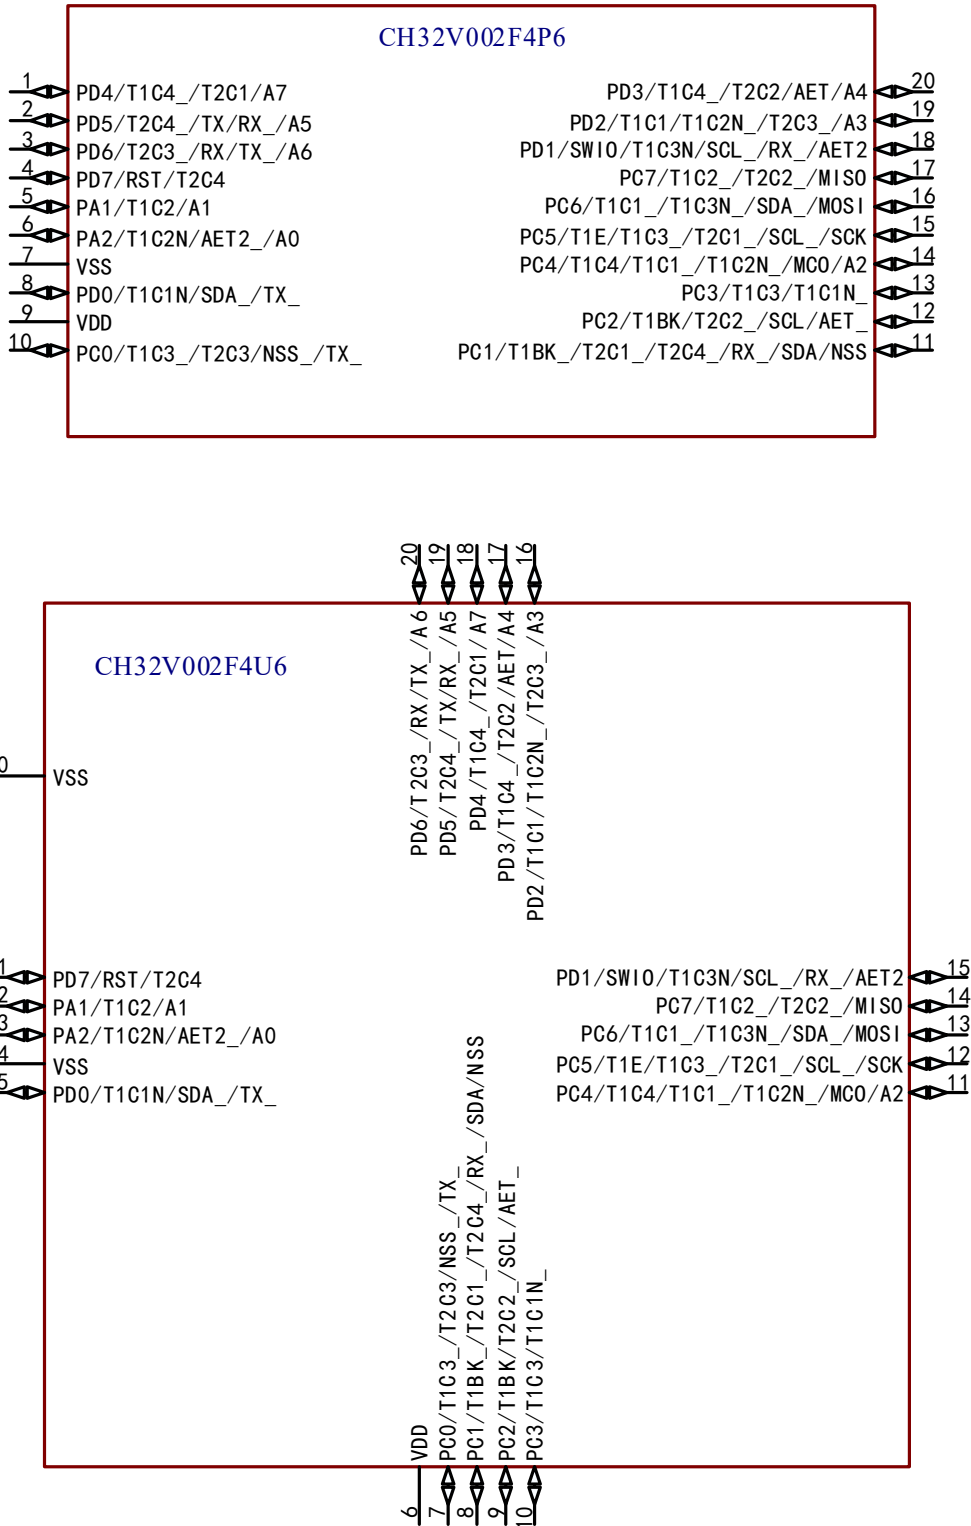 CH32V002F4P6
1 PD4/T1C4_/T2C1/A7
2 PD5/T2C4_/TX/RX_/A5
3 PD6/T2C3_/RX/TX_/A6
4 PD7/RST/T2C4
5 PA1/T1C2/A1
6 PA2/T1C2N/AET2_/A0
7 VSS
8 PD0/T1C1N/SDA_/TX_
9 VDD
10 PC0/T1C3_/T2C3/NSS_/TX_
PD3/T1C4_/T2C2/AET/A4 20
PD2/T1C1/T1C2N_/T2C3_/A3 19
PD1/SWIO/T1C3N/SCL_/RX_/AET2 18
PC7/T1C2_/T2C2_/MISO 17
PC6/T1C1_/T1C3N_/SDA_/MOSI 16
PC5/T1E/T1C3_/T2C1_/SCL_/SCK 15
PC4/T1C4/T1C1_/T1C2N_/MCO/A2 14
PC3/T1C3/T1C1N_ 13
PC2/T1BK/T2C2_/SCL/AET_ 12
PC1/T1BK_/T2C1_/T2C4_/RX_/SDA/NSS 11
CH32V002F4U6
20 PD6/T2C3_/RX/TX_/A6
19 PD5/T2C4_/TX/RX_/A5
18 PD4/T1C4_/T2C1/A7
17 PD3/T1C4_/T2C2/AET/A4
16 PD2/T1C1/T1C2N_/T2C3_/A3
0 VSS
1 PD7/RST/T2C4
2 PA1/T1C2/A1
3 PA2/T1C2N/AET2_/A0
4 VSS
5 PD0/T1C1N/SDA_/TX_
PD1/SWIO/T1C3N/SCL_/RX_/AET2 15
PC7/T1C2_/T2C2_/MISO 14
PC6/T1C1_/T1C3N_/SDA_/MOSI 13
PC5/T1E/T1C3_/T2C1_/SCL_/SCK 12
PC4/T1C4/T1C1_/T1C2N_/MCO/A2 11
6 VDD
7 PC0/T1C3_/T2C3/NSS_/TX_
8 PC1/T1BK_/T2C1_/T2C4_/RX_/SDA/NSS
9 PC2/T1BK/T2C2_/SCL/AET_
10 PC3/T1C3/T1C1N_